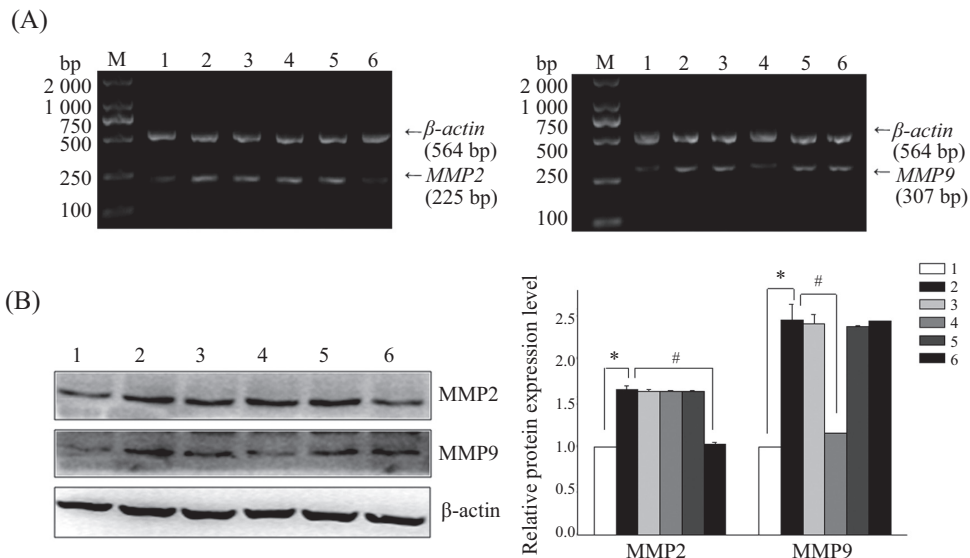 (A)
bp M 1 2 3 4 5 6
2 000
1 000
750
500
250
100
←β-actin
(564 bp)
←MMP2
(225 bp)
bp M 1 2 3 4 5 6
2 000
1 000
750
500
250
100
←β-actin
(564 bp)
←MMP9
(307 bp)
(B)
1 2 3 4 5 6
MMP2
MMP9
β-actin
Relative protein expression level
2.5
2.0
1.5
1.0
0.5
0.0
* #
* #
MMP2 MMP9
1
2
3
4
5
6